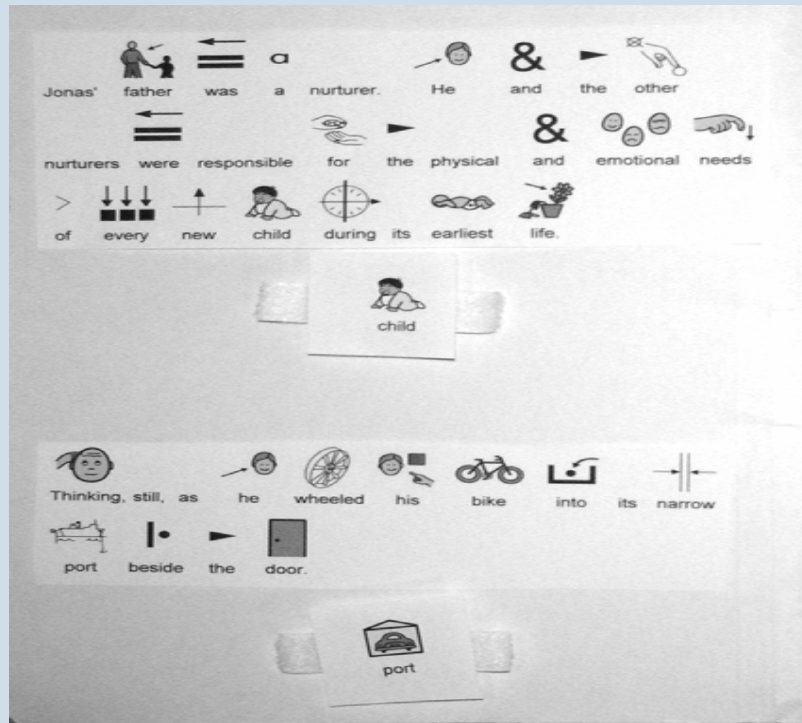 Jonas' father was a nurturer. He and the other
nurturers were responsible for the physical and emotional needs
of every new child during its earliest life.
child
Thinking, still, as he wheeled his bike into its narrow
port beside the door.
port